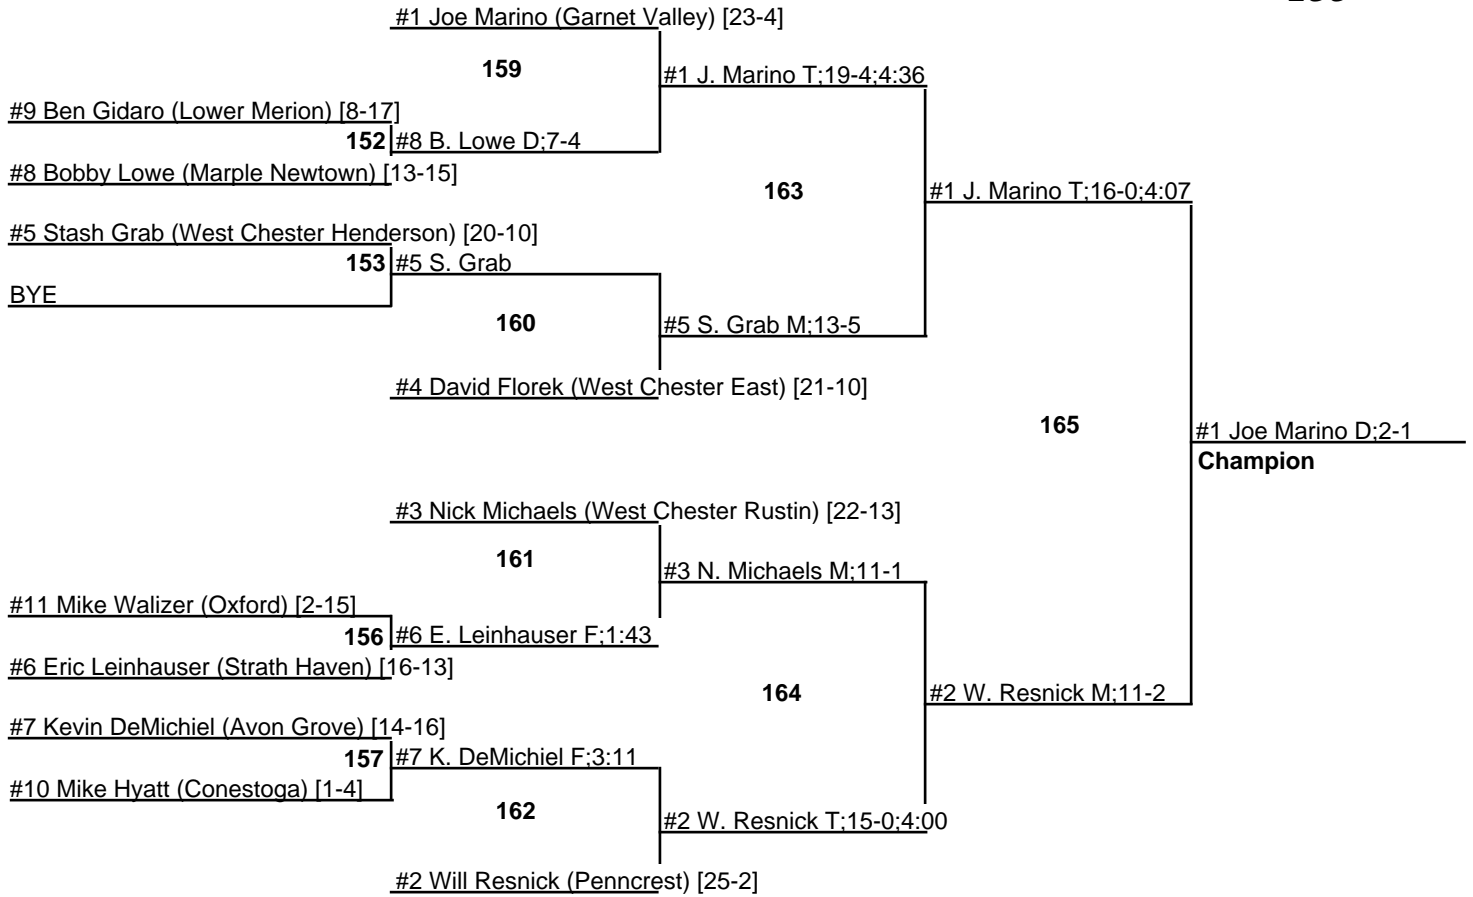 #1 Joe Marino (Garnet Valley) [23-4]
159
#1 J. Marino T;19-4;4:36
#9 Ben Gidaro (Lower Merion) [8-17]
152 #8 B. Lowe D;7-4
#8 Bobby Lowe (Marple Newtown) [13-15]
163
#1 J. Marino T;16-0;4:07
#5 Stash Grab (West Chester Henderson) [20-10]
153 #5 S. Grab
BYE
160
#5 S. Grab M;13-5
#4 David Florek (West Chester East) [21-10]
165
#1 Joe Marino D;2-1
Champion
#3 Nick Michaels (West Chester Rustin) [22-13]
161
#3 N. Michaels M;11-1
#11 Mike Walizer (Oxford) [2-15]
156 #6 E. Leinhauser F;1:43
#6 Eric Leinhauser (Strath Haven) [16-13]
164
#2 W. Resnick M;11-2
#7 Kevin DeMichiel (Avon Grove) [14-16]
157 #7 K. DeMichiel F;3:11
#10 Mike Hyatt (Conestoga) [1-4]
162
#2 W. Resnick T;15-0;4:00
#2 Will Resnick (Penncrest) [25-2]